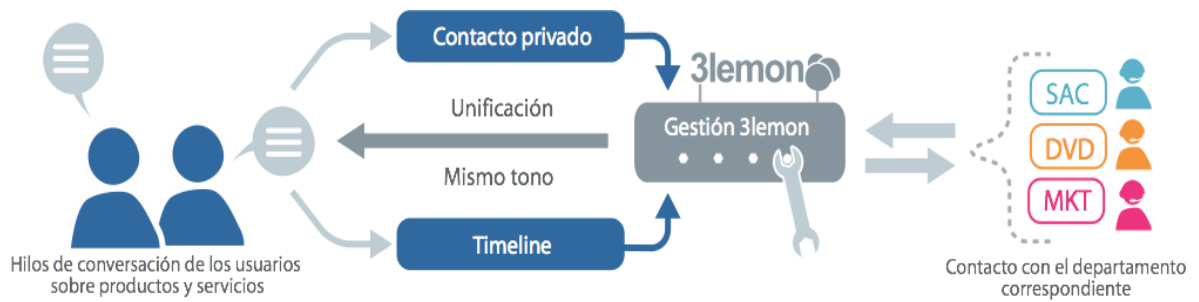 Contacto privado
3lemon
Unificación
Gestión 3lemon
Mismo tono
Timeline
SAC
DVD
MKT
Hilos de conversación de los usuarios
sobre productos y servicios
Contacto con el departamento
correspondiente